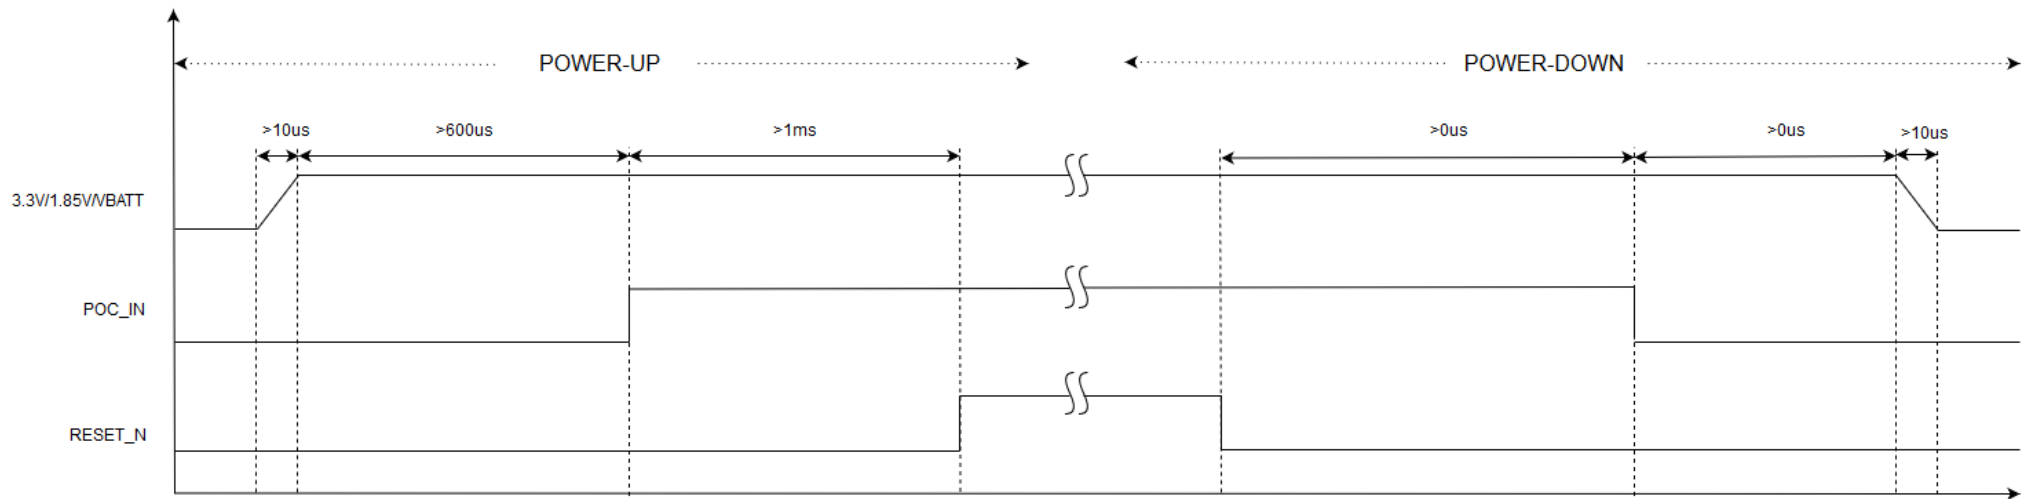 POWER-UP
POWER-DOWN
>10us
>600us
>1ms
>0us
>0us
>10us
3.3V/1.85V/VBATT
POC_IN
RESET_N